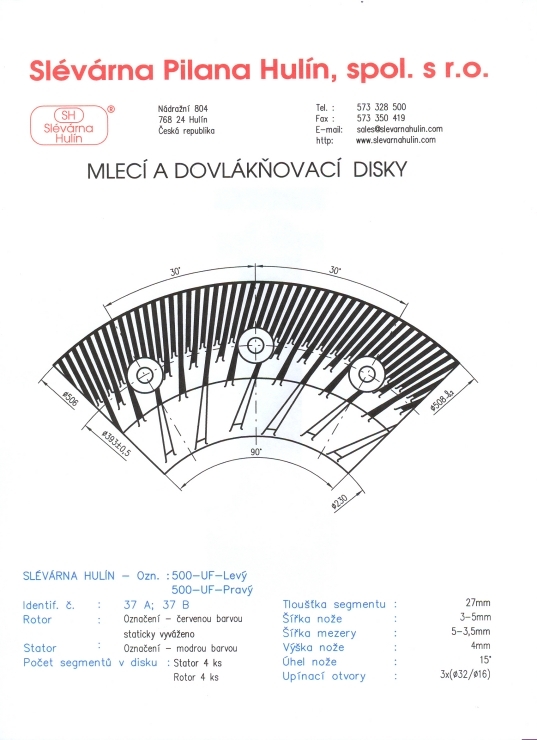 Slévárna Pilana Hulín, spol. s r.o.
SH
Slévárna
Hulín
®
Nádražní 804
768 24 Hulín
Česká republika
Tel. : 573 328 500
Fax : 573 350 419
E-mail: sales@slevarnahulin.com
http: www.slevarnahulin.com
MLECÍ A DOVLÁKŇOVACÍ DISKY
30°
30°
ø506
ø393±0,5
90°
ø230
ø508
SLÉVÁRNA HULÍN - Ozn. : 500-UF-Levý
500-UF-Pravý
Identif. č. : 37 A; 37 B
Rotor : Označení - červenou barvou
staticky vyváženo
Stator : Označení - modrou barvou
Počet segmentů v disku : Stator 4 ks
Rotor 4 ks
Tloušťka segmentu : 27mm
Šířka nože : 3-5mm
Šířka mezery : 5-3,5mm
Výška nože : 4mm
Úhel nože : 15°
Upínací otvory : 3x(ø32/ø16)